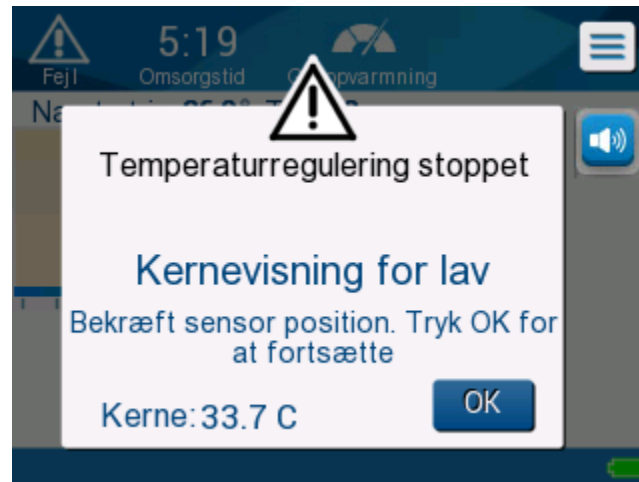 5:19
Fejl
Omsorgstid
opvarmning
Temperaturregulering stoppet
Kernevisning for lav
Bekræft sensor position. Tryk OK for
at fortsætte
Kerne: 33.7 C
OK